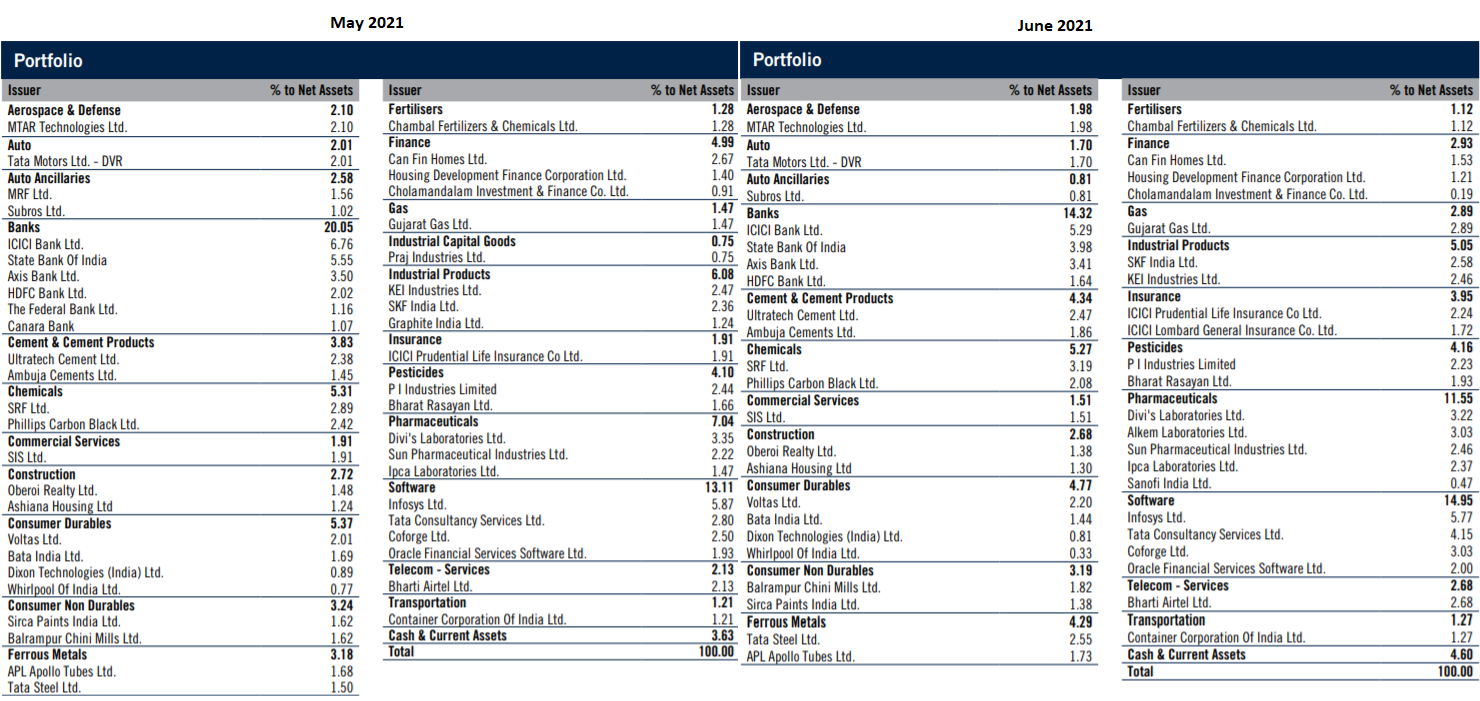 May 2021
Portfolio
Issuer % to Net Assets
Aerospace & Defense 2.10
MTAR Technologies Ltd. 2.10
Auto 2.01
Tata Motors Ltd. - DVR 2.01
Auto Ancillaries 2.58
MRF Ltd. 1.56
Subros Ltd. 1.02
Banks 20.05
ICICI Bank Ltd. 6.76
State Bank Of India 5.55
Axis Bank Ltd. 3.50
HDFC Bank Ltd. 2.02
The Federal Bank Ltd. 1.16
Canara Bank 1.07
Cement & Cement Products 3.83
Ultratech Cement Ltd. 2.38
Ambuja Cements Ltd. 1.45
Chemicals 5.31
SRF Ltd. 2.89
Phillips Carbon Black Ltd. 2.42
Commercial Services 1.91
SIS Ltd. 1.91
Construction 2.72
Oberoi Realty Ltd. 1.48
Ashiana Housing Ltd 1.24
Consumer Durables 5.37
Voltas Ltd. 2.01
Bata India Ltd. 1.69
Dixon Technologies (India) Ltd. 0.89
Whirlpool Of India Ltd. 0.77
Consumer Non Durables 3.24
Sirca Paints India Ltd. 1.62
Balrampur Chini Mills Ltd. 1.62
Ferrous Metals 3.18
APL Apollo Tubes Ltd. 1.68
Tata Steel Ltd. 1.50
Issuer % to Net Assets
Fertilisers 1.28
Chambal Fertilizers & Chemicals Ltd. 1.28
Finance 4.99
Can Fin Homes Ltd. 2.67
Housing Development Finance Corporation Ltd. 1.40
Cholamandalam Investment & Finance Co. Ltd. 0.91
Gas 1.47
Gujarat Gas Ltd. 1.47
Industrial Capital Goods 0.75
Praj Industries Ltd. 0.75
Industrial Products 6.08
KEI Industries Ltd. 2.47
SKF India Ltd. 2.36
Graphite India Ltd. 1.24
Insurance 1.91
ICICI Prudential Life Insurance Co Ltd. 1.91
Pesticides 4.10
P I Industries Limited 2.44
Bharat Rasayan Ltd. 1.66
Pharmaceuticals 7.04
Divi's Laboratories Ltd. 3.35
Sun Pharmaceutical Industries Ltd. 2.22
Ipca Laboratories Ltd. 1.47
Software 13.11
Infosys Ltd. 5.87
Tata Consultancy Services Ltd. 2.80
Coforge Ltd. 2.50
Oracle Financial Services Software Ltd. 1.93
Telecom - Services 2.13
Bharti Airtel Ltd. 2.13
Transportation 1.21
Container Corporation Of India Ltd. 1.21
Cash & Current Assets 3.63
Total 100.00
June 2021
Portfolio
Issuer % to Net Assets
Aerospace & Defense 1.98
MTAR Technologies Ltd. 1.98
Auto 1.70
Tata Motors Ltd. - DVR 1.70
Auto Ancillaries 0.81
Subros Ltd. 0.81
Banks 14.32
ICICI Bank Ltd. 5.29
State Bank Of India 3.98
Axis Bank Ltd. 3.41
HDFC Bank Ltd. 1.64
Cement & Cement Products 4.34
Ultratech Cement Ltd. 2.47
Ambuja Cements Ltd. 1.86
Chemicals 5.27
SRF Ltd. 3.19
Phillips Carbon Black Ltd. 2.08
Commercial Services 1.51
SIS Ltd. 1.51
Construction 2.68
Oberoi Realty Ltd. 1.38
Ashiana Housing Ltd 1.30
Consumer Durables 4.77
Voltas Ltd. 2.20
Bata India Ltd. 1.44
Dixon Technologies (India) Ltd. 0.81
Whirlpool Of India Ltd. 0.33
Consumer Non Durables 3.19
Balrampur Chini Mills Ltd. 1.82
Sirca Paints India Ltd. 1.38
Ferrous Metals 4.29
Tata Steel Ltd. 2.55
APL Apollo Tubes Ltd. 1.73
Issuer % to Net Assets
Fertilisers 1.12
Chambal Fertilizers & Chemicals Ltd. 1.12
Finance 2.93
Can Fin Homes Ltd. 1.53
Housing Development Finance Corporation Ltd. 1.21
Cholamandalam Investment & Finance Co. Ltd. 0.19
Gas 2.89
Gujarat Gas Ltd. 2.89
Industrial Products 5.05
SKF India Ltd. 2.58
KEI Industries Ltd. 2.46
Insurance 3.95
ICICI Prudential Life Insurance Co Ltd. 2.24
ICICI Lombard General Insurance Co. Ltd. 1.72
Pesticides 4.16
P I Industries Limited 2.23
Bharat Rasayan Ltd. 1.93
Pharmaceuticals 11.55
Divi's Laboratories Ltd. 3.22
Alkem Laboratories Ltd. 3.03
Sun Pharmaceutical Industries Ltd. 2.46
Ipca Laboratories Ltd. 2.37
Sanofi India Ltd. 0.47
Software 14.95
Infosys Ltd. 5.77
Tata Consultancy Services Ltd. 4.15
Coforge Ltd. 3.03
Oracle Financial Services Software Ltd. 2.00
Telecom - Services 2.68
Bharti Airtel Ltd. 2.68
Transportation 1.27
Container Corporation Of India Ltd. 1.27
Cash & Current Assets 4.60
Total 100.00